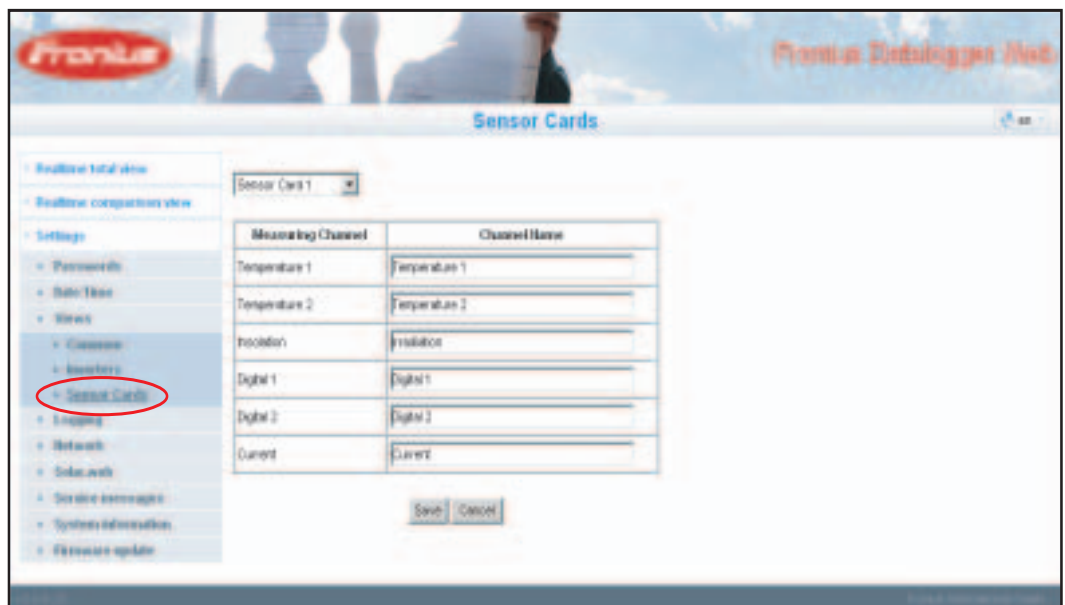 Fronius
Fronius Datalogger Web
Sensor Cards
en
Realtime total view
Realtime comparison view
Settings
Passwords
Date/Time
Views
Common
Inverters
Sensor Cards
Logging
Network
Solar.web
Service messages
System information
Firmware update
Sensor Card 1
Measuring Channel Channel Name
Temperature 1 Temperature 1
Temperature 2 Temperature 2
Insolation Insolation
Digital 1 Digital 1
Digital 2 Digital 2
Current Current
Save Cancel